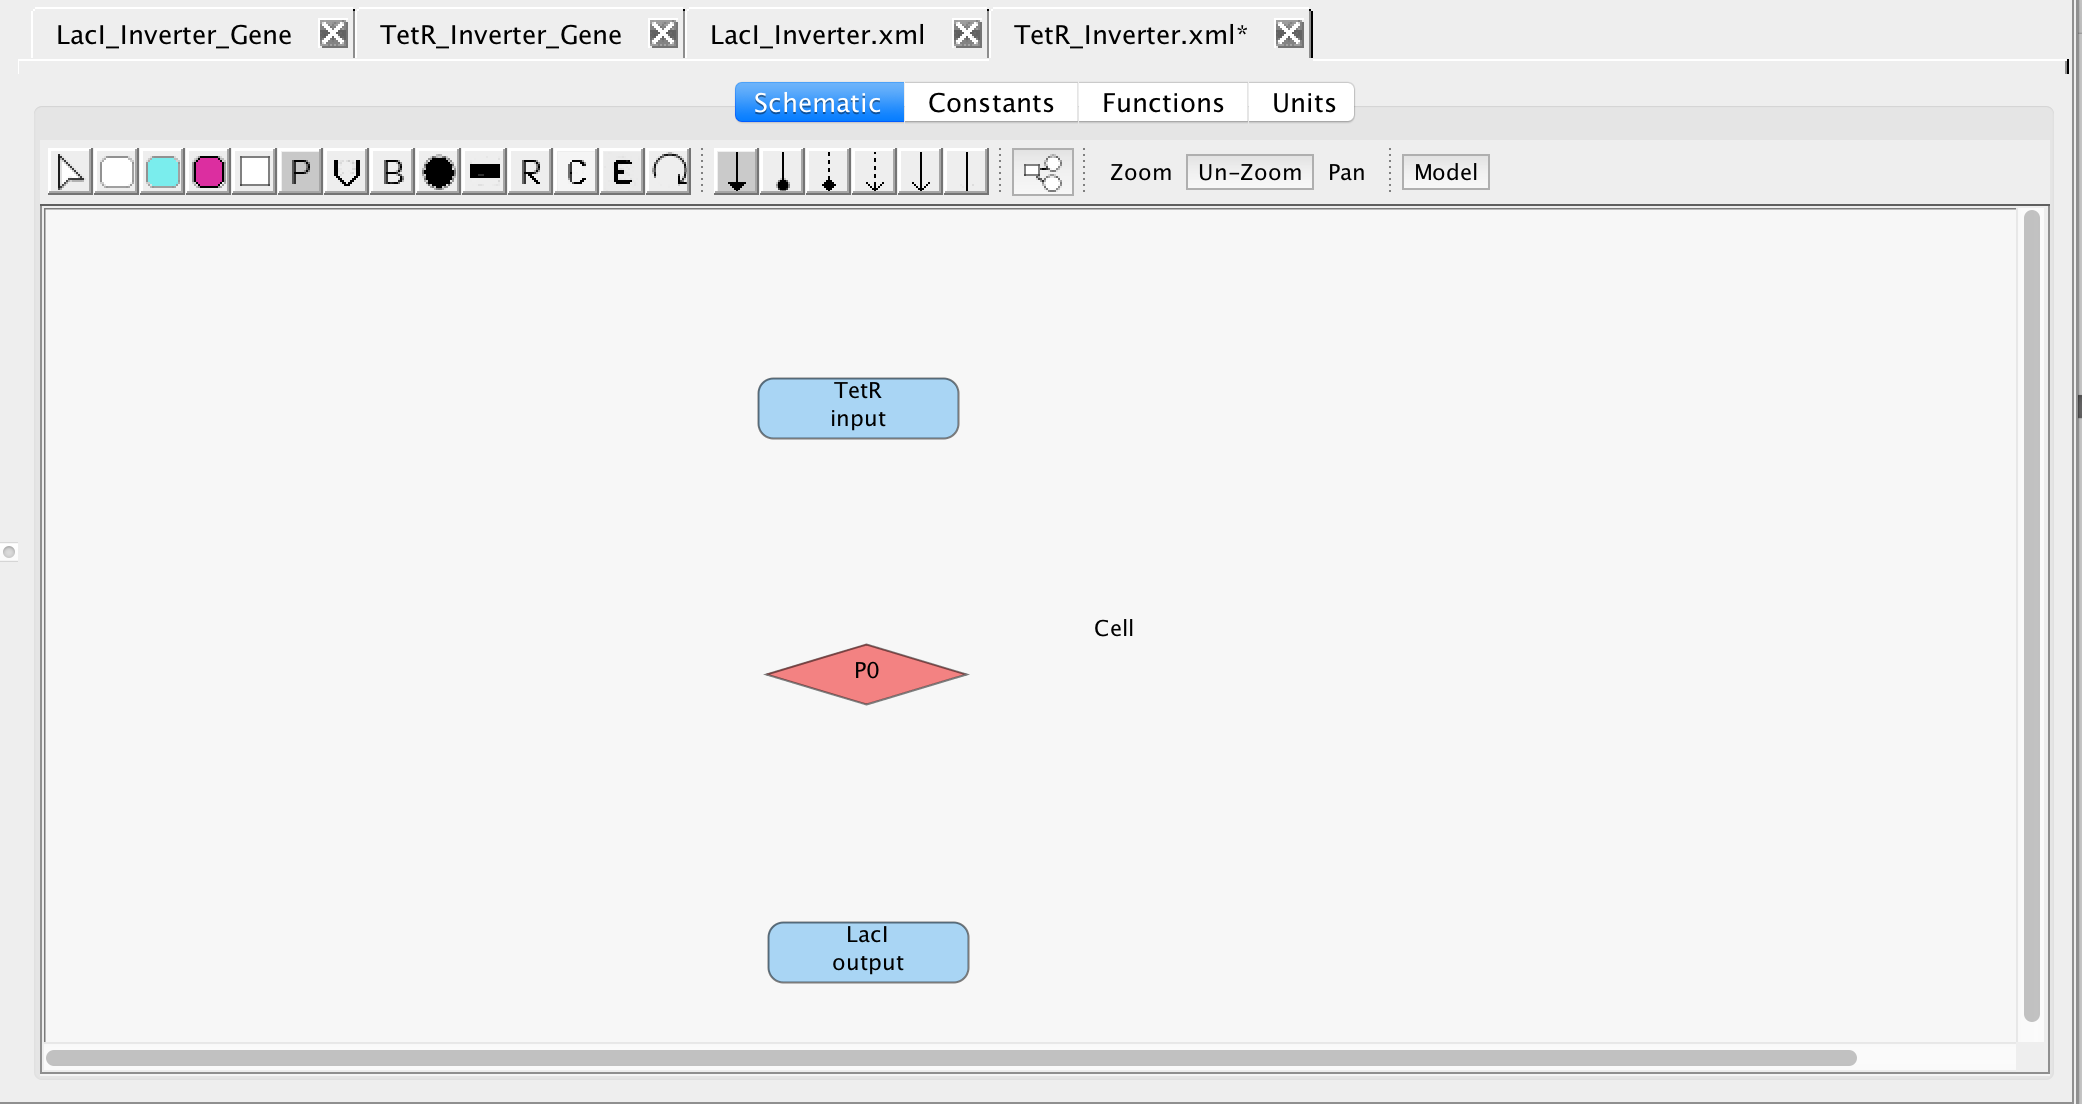 LacI_Inverter_Gene TetR_Inverter_Gene LacI_Inverter.xml TetR_Inverter.xml*
Schematic Constants Functions Units
P V B R C E Zoom Un-Zoom Pan Model
TetR
input
Cell
P0
LacI
output